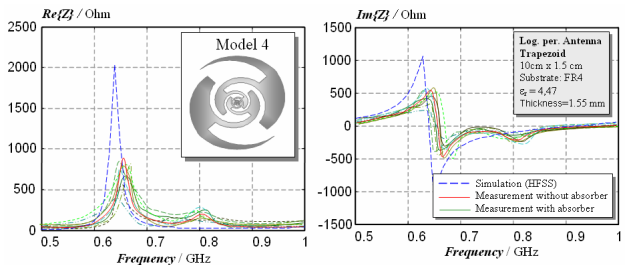 Re{Z} / Ohm
2500
2000
1500
1000
500
0
0.5
0.6
0.7
0.8
0.9
1
Frequency / GHz
Model 4
Im{Z} / Ohm
1500
1000
500
0
-500
-1000
-1500
0.5
0.6
0.7
0.8
0.9
1
Frequency / GHz
Log. per. Antenna
Trapezoid
10cm x 1.5 cm
Substrate: FR4
εr = 4,47
Thickness=1.55 mm
Simulation (HFSS)
Measurement without absorber
Measurement with absorber